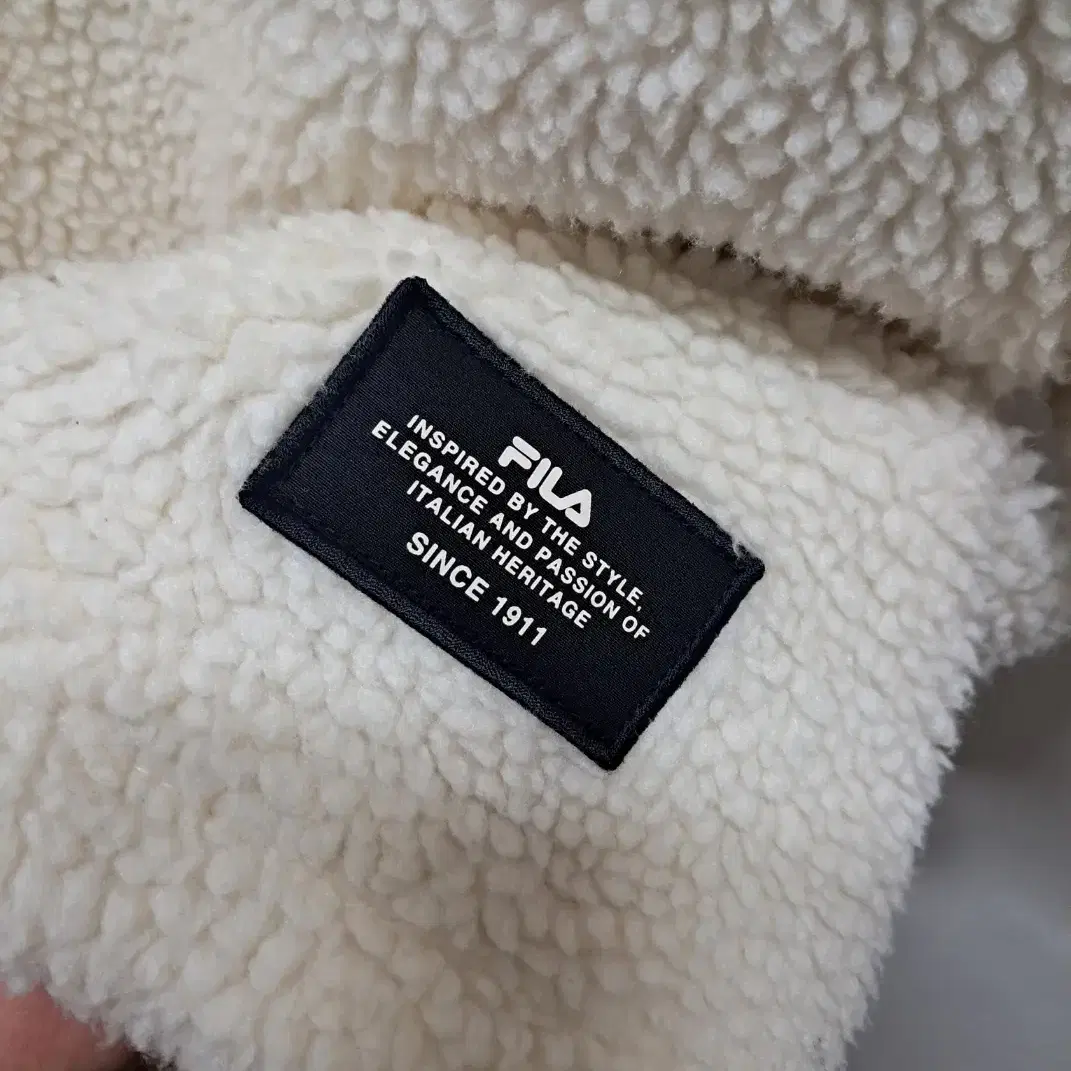 FILA
INSPIRED BY THE STYLE,
ELEGANCE AND PASSION OF
ITALIAN HERITAGE
SINCE 1911